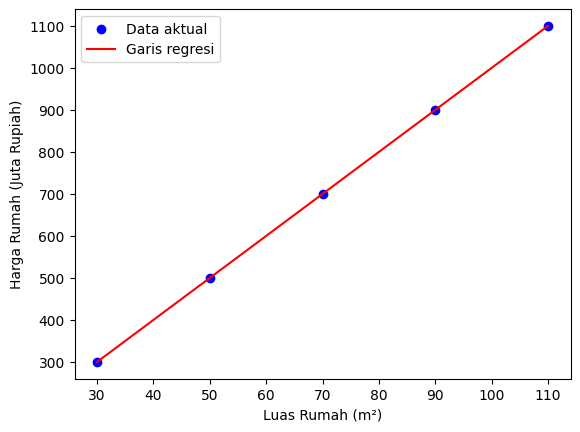 Data aktual
Garis regresi
Harga Rumah (Juta Rupiah)
1100
1000
900
800
700
600
500
400
300
30 40 50 60 70 80 90 100 110
Luas Rumah (m²)